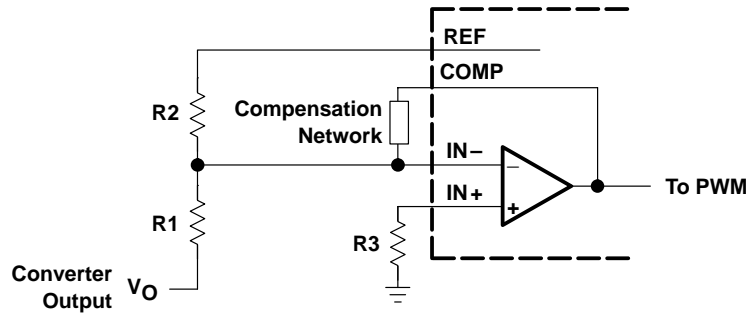 REF
COMP
R2
Compensation
Network
IN−
−
IN+
+
To PWM
R1
R3
Converter
Output
VO